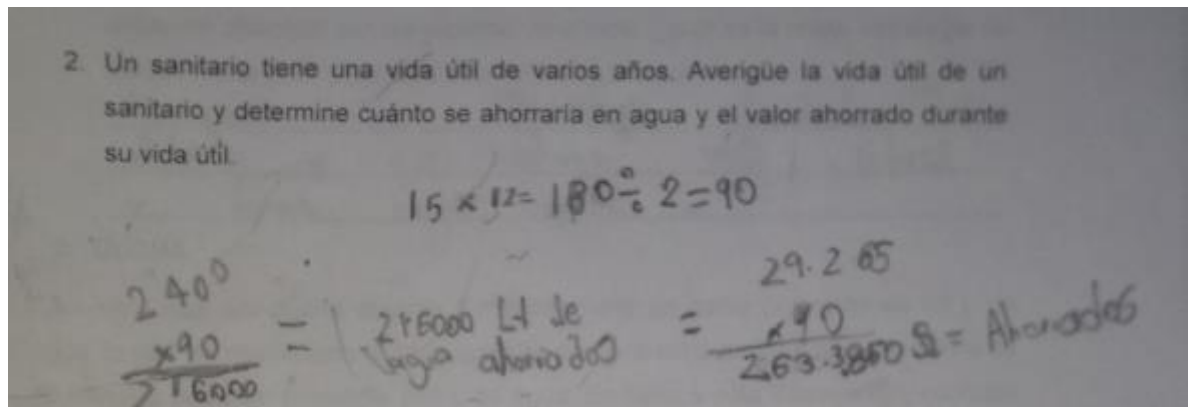 2. Un sanitario tiene una vida útil de varios años. Averigüe la vida útil de un
sanitario y determine cuánto se ahorraría en agua y el valor ahorrado durante
su vida útil.
15 x 12= 180 ÷ 2=90
2400
x90
216000
= 216000 Lt de
agua ahorrados
=
29.265
x90
263.3850 $ = Ahorrados